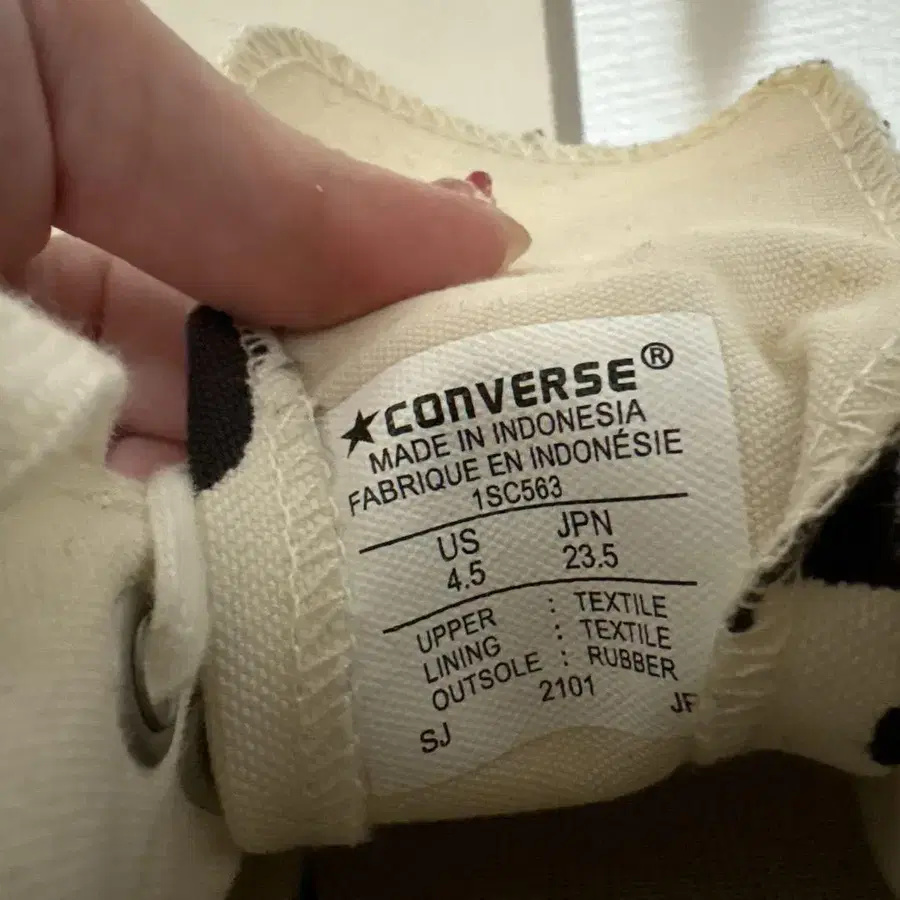 ★CONVERSE®
MADE IN INDONESIA
FABRIQUE EN INDONÉSIE
1SC563
US JPN
4.5 23.5
UPPER : TEXTILE
LINING : TEXTILE
OUTSOLE : RUBBER
2101
SJ JF